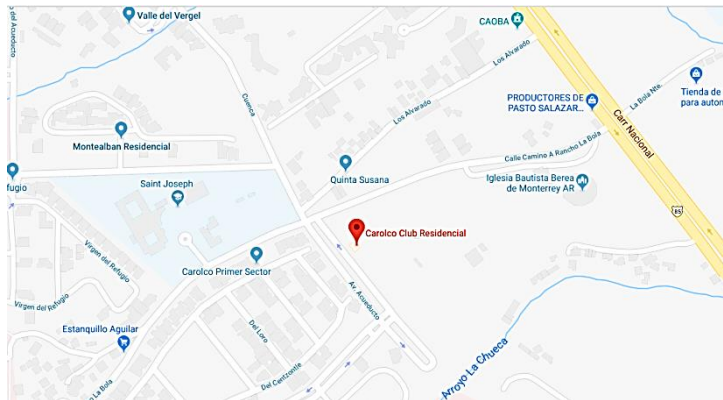 Valle del Vergel
CAOBA
o del Acueducto
Los Alvarado
Cuenca
PRODUCTORES DE
PASTO SALAZAR...
Tienda de
para autor
La Bola Nte.
Carr Nacional
Los Alvarado
Montealban Residencial
Calle Camino A Rancho La Bola
efugio
Saint Joseph
Quinta Susana
Iglesia Bautista Berea
de Monterrey AR
85
Carolco Club Residencial
Virgen del Refugio
Carolco Primer Sector
Virgen del Refugio
Av. Acueducto
Estanquillo Aguilar
Del Loro
Del Cenzontle
Arroyo La Chueca
o La Bola